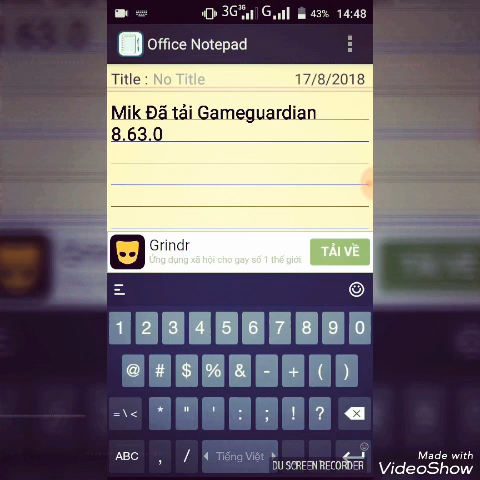 3G 3G G 43% 14:48
Office Notepad
Title : No Title 17/8/2018
Mik Đã tải Gameguardian
8.63.0
Grindr
Ứng dụng xã hội cho gay số 1 thế giới
TẢI VỀ
1 2 3 4 5 6 7 8 9 0
@ # $ % & - + ( )
= \ < * " ' : ; ! ?
ABC , / Tiếng Việt
DU SCREEN RECORDER
Made with
VideoShow